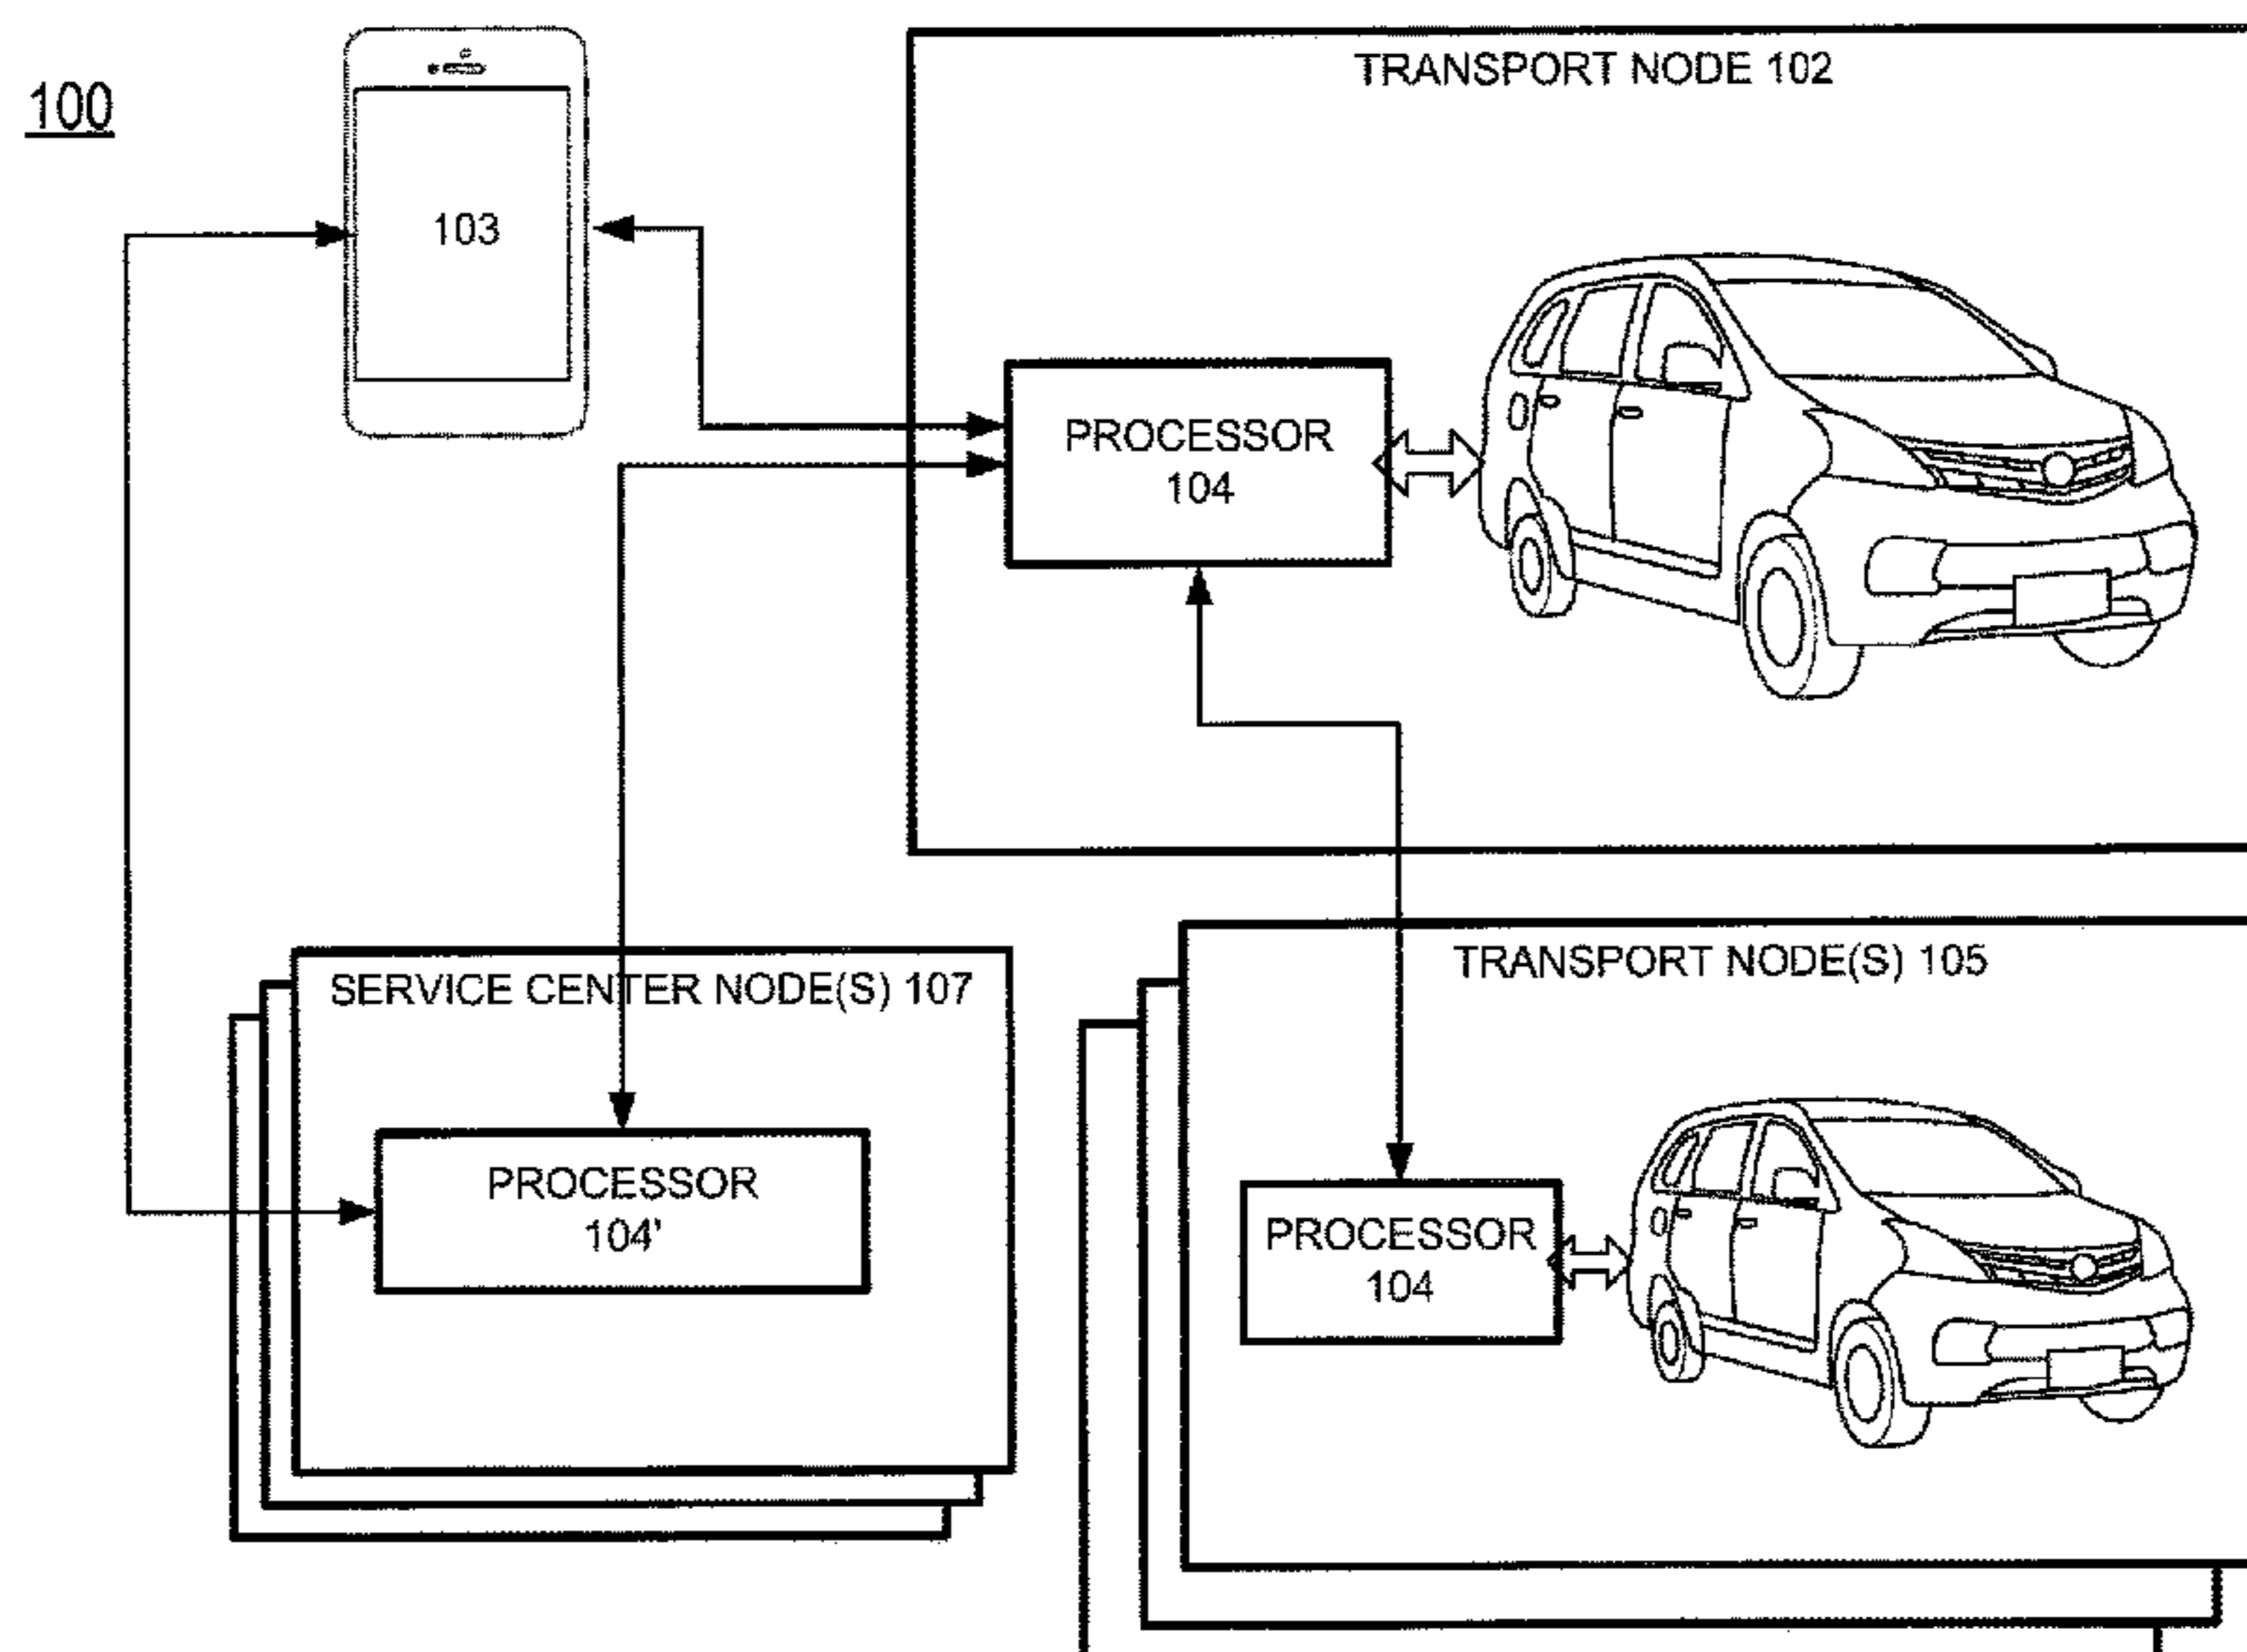 100
103
TRANSPORT NODE 102
PROCESSOR
104
SERVICE CENTER NODE(S) 107
PROCESSOR
104'
TRANSPORT NODE(S) 105
PROCESSOR
104